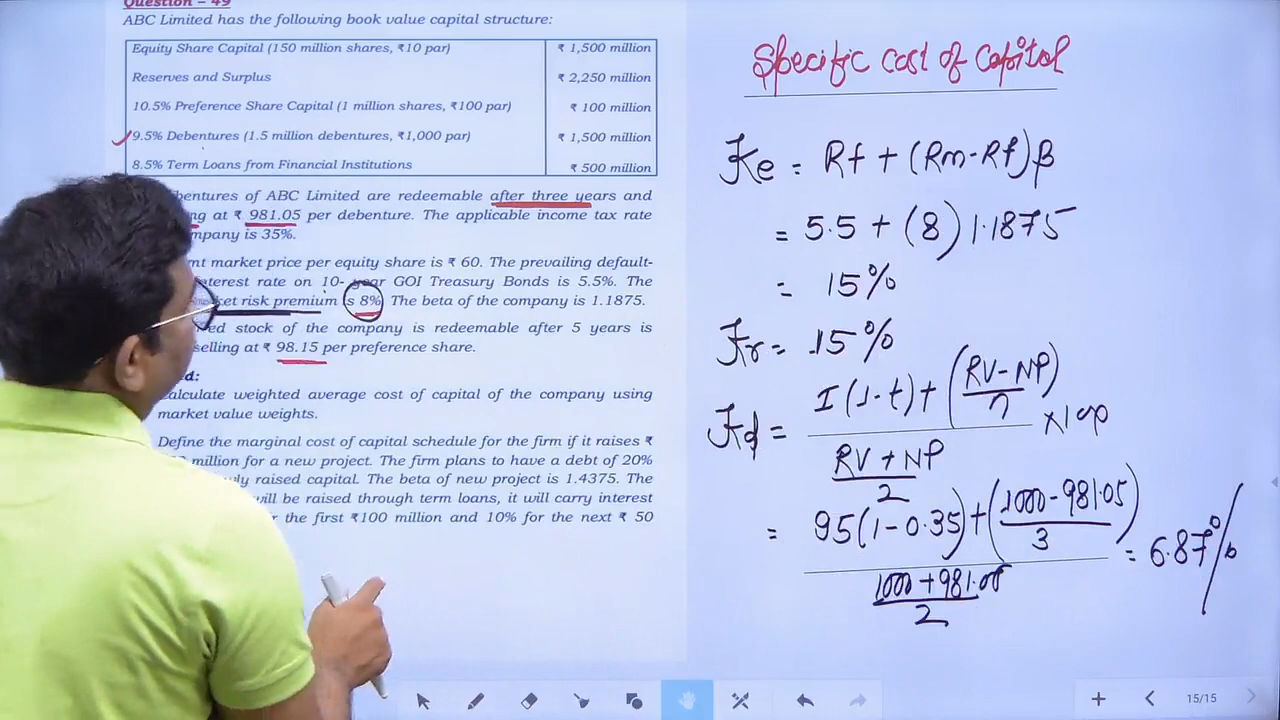 Question – 49
ABC Limited has the following book value capital structure:
Equity Share Capital (150 million shares, ₹10 par) ₹ 1,500 million
Reserves and Surplus ₹ 2,250 million
10.5% Preference Share Capital (1 million shares, ₹100 par) ₹ 100 million
9.5% Debentures (1.5 million debentures, ₹1,000 par) ₹ 1,500 million
8.5% Term Loans from Financial Institutions ₹ 500 million
bentures of ABC Limited are redeemable after three years and
ng at ₹ 981.05 per debenture. The applicable income tax rate
mpany is 35%.
nt market price per equity share is ₹ 60. The prevailing default-
nterest rate on 10- year GOI Treasury Bonds is 5.5%. The
ket risk premium is 8%. The beta of the company is 1.1875.
ed stock of the company is redeemable after 5 years is
selling at ₹ 98.15 per preference share.
ed:
alculate weighted average cost of capital of the company using
market value weights.
Define the marginal cost of capital schedule for the firm if it raises ₹
million for a new project. The firm plans to have a debt of 20%
ly raised capital. The beta of new project is 1.4375. The
will be raised through term loans, it will carry interest
r the first ₹100 million and 10% for the next ₹ 50
Specific cost of capital
Ke = Rf + (Rm-Rf)β
= 5.5 + (8) 1.1875
= 15%
Kr = 15%
Kd = I(1-t)+(RV-NP)/n
x100
RV + NP
2
= 95(1-0.35)+(1000-981.05)
3
= 6.87%
1000+981.05
2
15/15